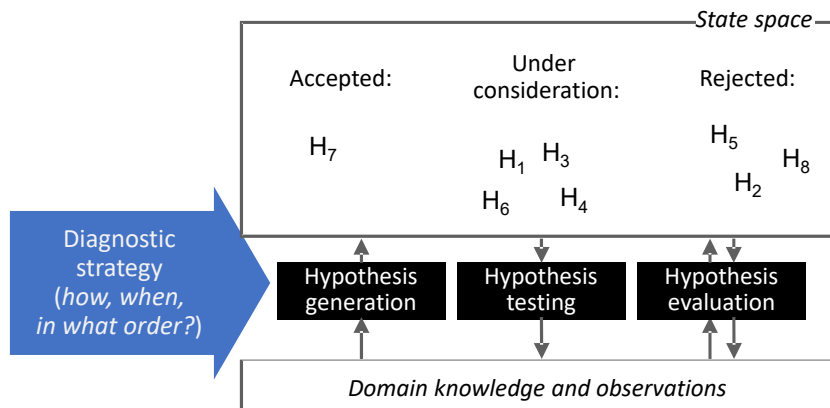 State space
Accepted:
Under
consideration:
Rejected:
H₇
H₁
H₃
H₆
H₄
H₅
H₈
H₂
Diagnostic
strategy
(how, when,
in what order?)
Hypothesis
generation
Hypothesis
testing
Hypothesis
evaluation
Domain knowledge and observations